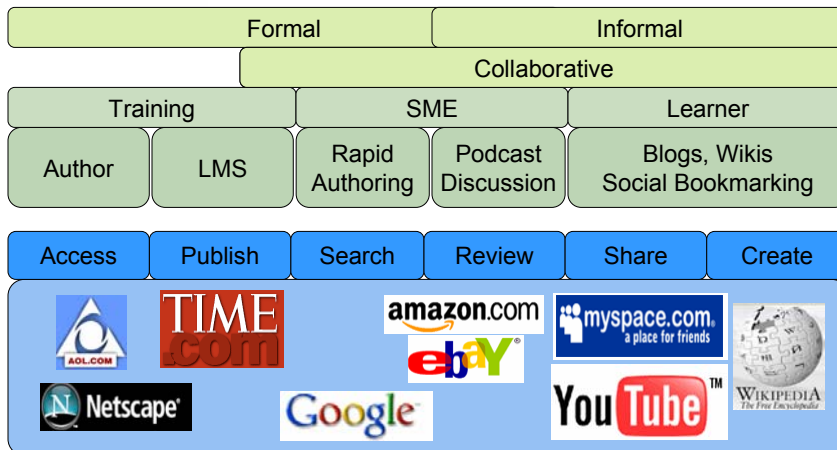 Formal Informal
Collaborative
Training SME Learner
Author LMS Rapid Authoring Podcast Discussion Blogs, Wikis
Social Bookmarking
Access Publish Search Review Share Create
AOL.COM
TIME
.com
amazon.com
ebaY®
myspace.com®
a place for friends
WIKIPEDIA
The Free Encyclopedia
N Netscape®
Google™
YouTube™